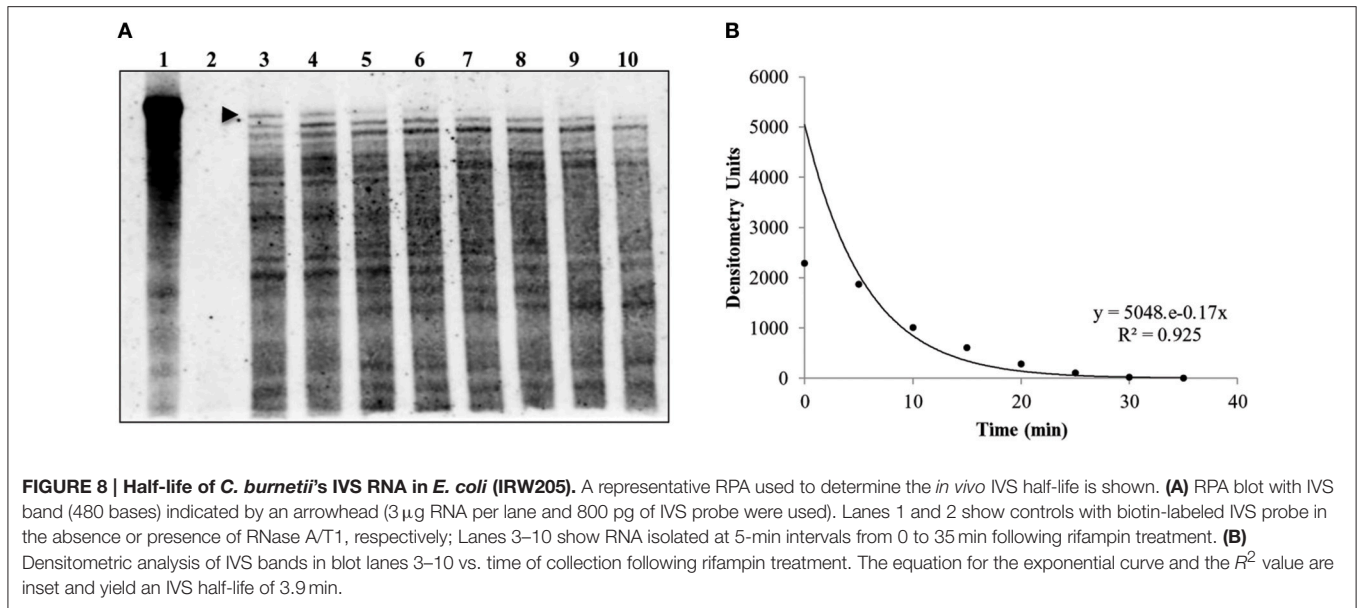 A
1 2 3 4 5 6 7 8 9 10
B
6000
5000
4000
3000
2000
1000
0
Densitometry Units
y = 5048.e-0.17x
R² = 0.925
0 10 20 30 40
Time (min)
FIGURE 8 | Half-life of C. burnetii's IVS RNA in E. coli (IRW205). A representative RPA used to determine the in vivo IVS half-life is shown. (A) RPA blot with IVS
band (480 bases) indicated by an arrowhead (3 μg RNA per lane and 800 pg of IVS probe were used). Lanes 1 and 2 show controls with biotin-labeled IVS probe in
the absence or presence of RNase A/T1, respectively; Lanes 3–10 show RNA isolated at 5-min intervals from 0 to 35 min following rifampin treatment. (B)
Densitometric analysis of IVS bands in blot lanes 3–10 vs. time of collection following rifampin treatment. The equation for the exponential curve and the R² value are
inset and yield an IVS half-life of 3.9 min.